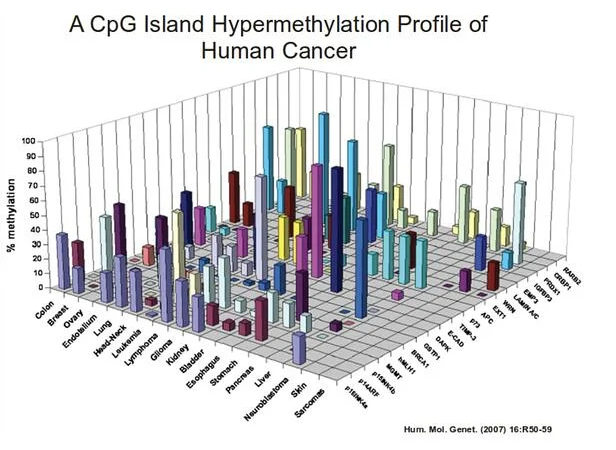 A CpG Island Hypermethylation Profile of
Human Cancer
% methylation
100
90
80
70
60
50
40
30
20
10
0
Colon
Breast
Ovary
Endotelium
Lung
Head-Neck
Leukemia
Lymphoma
Glioma
Kidney
Bladder
Esophagus
Stomach
Pancreas
Liver
Neuroblastoma
Skin
Sarcomas
p16INK4a
p14ARF
p15INK4b
MGMT
hMLH1
BRCA1
GSTP1
DAPK
E-CAD
TIMP-3
p73
APC
EXT1
WRN
LAMIN A/C
EMP3
IGFBP3
PROX1
CRBP1
RARB2
Hum. Mol. Genet. (2007) 16:R50-59